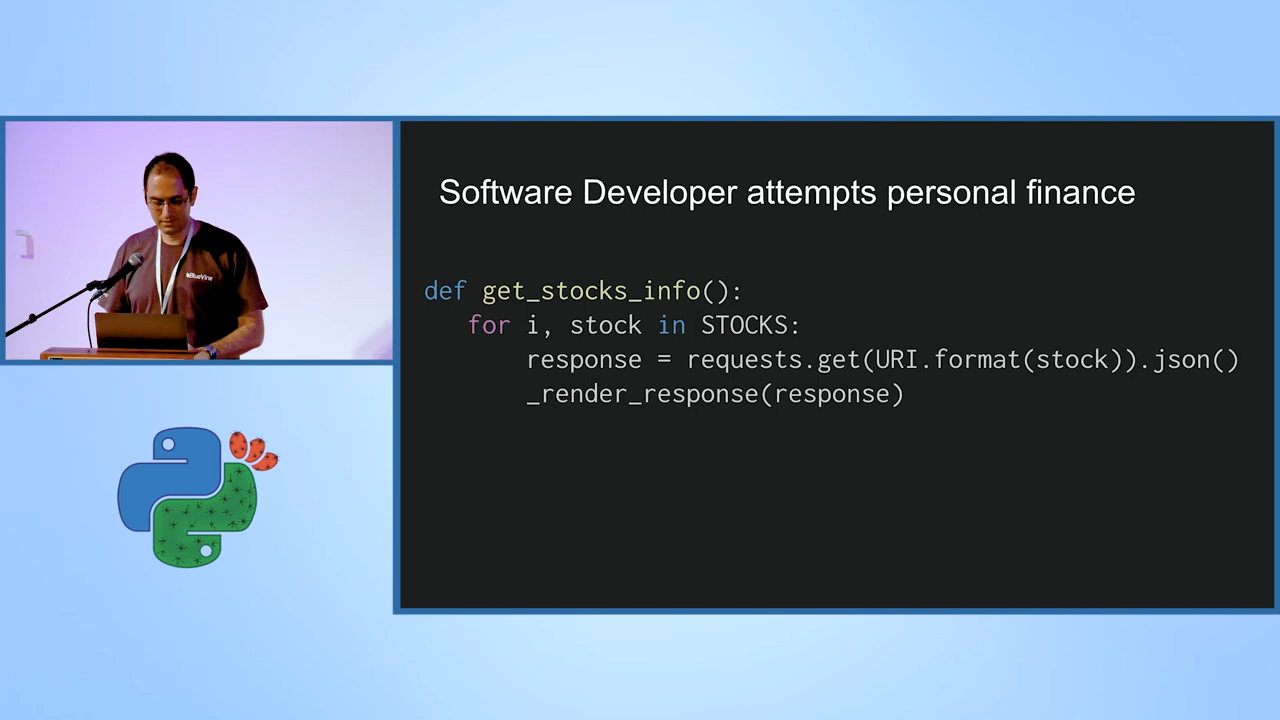 BlueVine
Software Developer attempts personal finance
def get_stocks_info():
for i, stock in STOCKS:
response = requests.get(URI.format(stock)).json()
_render_response(response)